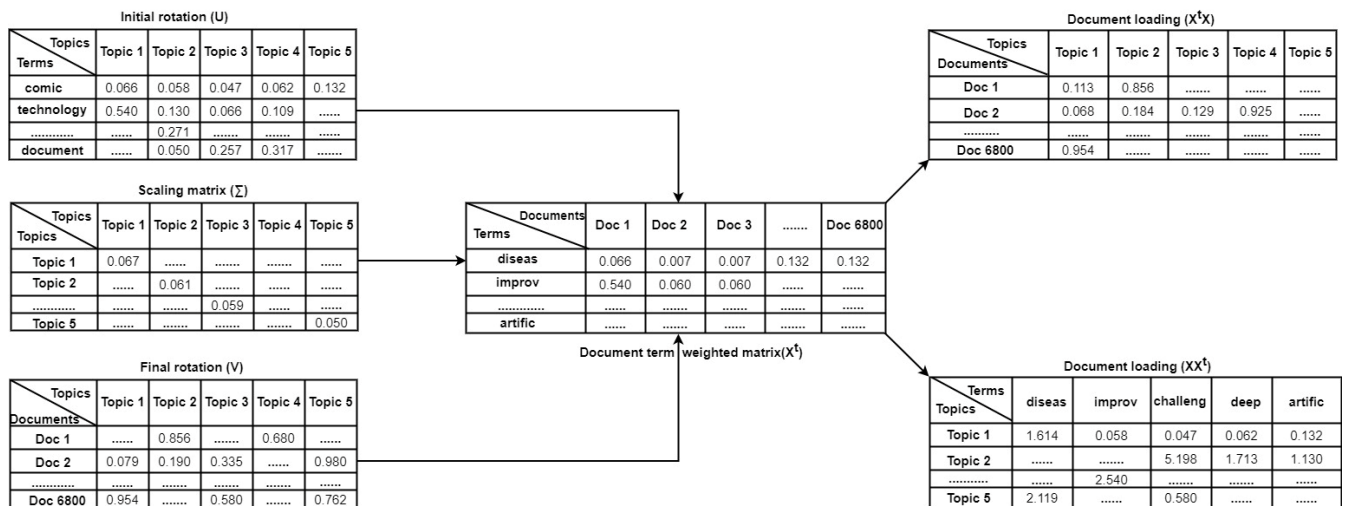 Initial rotation (U)
Topics Topic 1 Topic 2 Topic 3 Topic 4 Topic 5
Terms
comic 0.066 0.058 0.047 0.062 0.132
technology 0.540 0.130 0.066 0.109 ......
............ ...... 0.271 ....... ....... ......
document ...... 0.050 0.257 0.317 .......
Scaling matrix (∑)
Topics Topic 1 Topic 2 Topic 3 Topic 4 Topic 5
Topics
Topic 1 0.067 ...... ....... ....... ......
Topic 2 ...... 0.061 ....... ....... ......
............ ...... ...... 0.059 ...... ......
Topic 5 ...... ...... ....... ....... 0.050
Final rotation (V)
Topics Topic 1 Topic 2 Topic 3 Topic 4 Topic 5
Documents
Doc 1 ...... 0.856 ....... 0.680 ......
Doc 2 0.079 0.190 0.335 ...... 0.980
............ ...... ...... ....... ....... ......
Doc 6800 0.954 ....... 0.580 ....... 0.762
Documents Doc 1 Doc 2 Doc 3 ....... Doc 6800
Terms
diseas 0.066 0.007 0.007 0.132 0.132
improv 0.540 0.060 0.060 ...... ......
............. ...... ....... ...... ....... ......
artific ...... ....... ...... ....... .......
Document term weighted matrix(Xᵗ)
Document loading (XᵗX)
Topics Topic 1 Topic 2 Topic 3 Topic 4 Topic 5
Documents
Doc 1 0.113 0.856 ....... ...... ......
Doc 2 0.068 0.184 0.129 0.925 ......
.......... ...... ....... ....... ....... ......
Doc 6800 0.954 ....... ....... ....... ......
Document loading (XXᵗ)
Terms diseas improv challeng deep artific
Topics
Topic 1 1.614 0.058 0.047 0.062 0.132
Topic 2 ...... ....... 5.198 1.713 1.130
........... ...... 2.540 ....... ....... ......
Topic 5 2.119 ...... 0.580 ...... ......